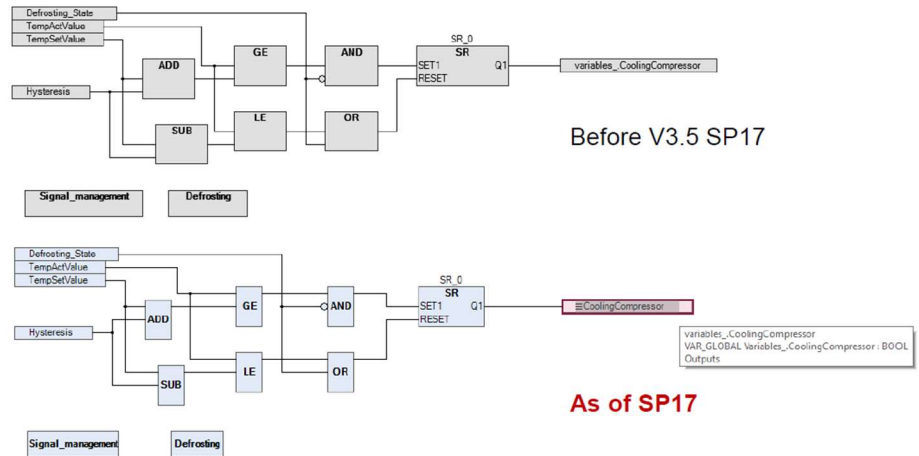 Defrosting_State
TempActValue
TempSetValue
Hysteresis
ADD
SUB
GE
LE
AND
OR
SR_0
SR
SET1 Q1
RESET
variables_.CoolingCompressor
Before V3.5 SP17
Signal_management
Defrosting
Defrosting_State
TempActValue
TempSetValue
Hysteresis
ADD
SUB
GE
LE
AND
OR
SR_0
SR
SET1 Q1
RESET
CoolingCompressor
variables_.CoolingCompressor
VAR_GLOBAL Variables_.CoolingCompressor : BOOL
Outputs
As of SP17
Signal_management
Defrosting